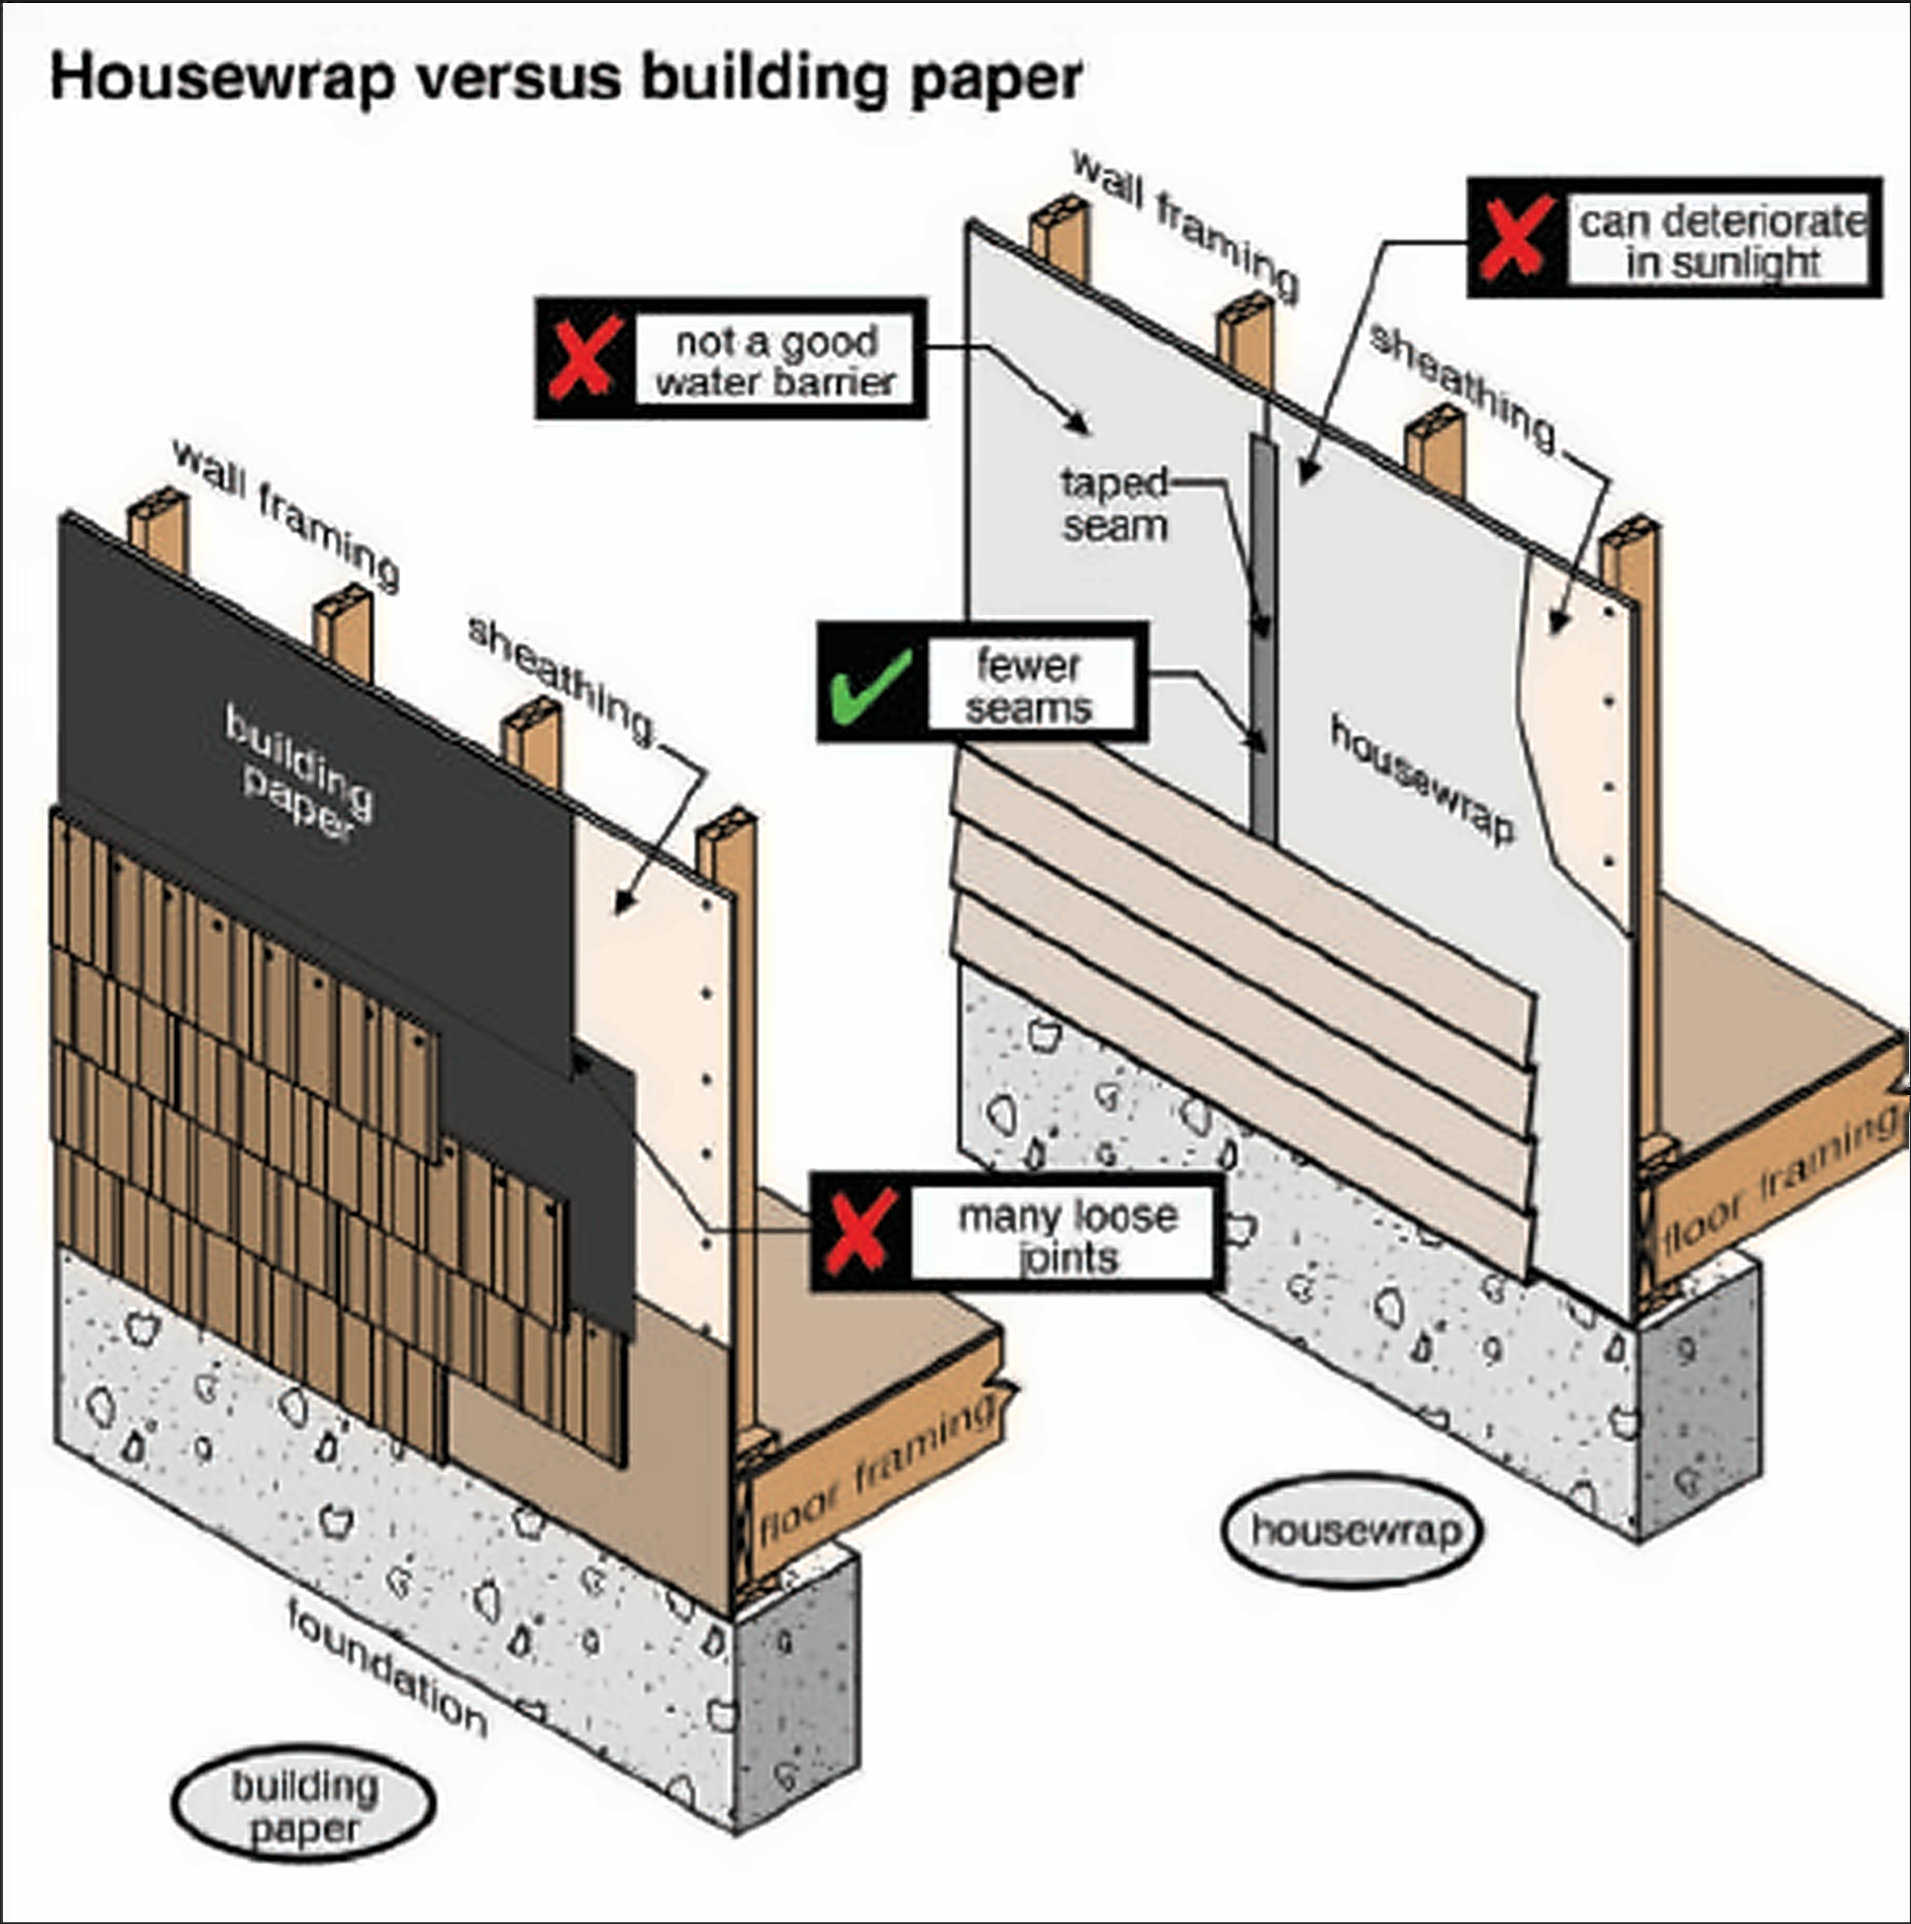 Housewrap versus building paper
wall framing
can deteriorate
in sunlight
not a good
water barrier
sheathing
taped
seam
fewer
seams
housewrap
floor framing
wall framing
sheathing
building
paper
many loose
joints
floor framing
foundation
housewrap
building
paper